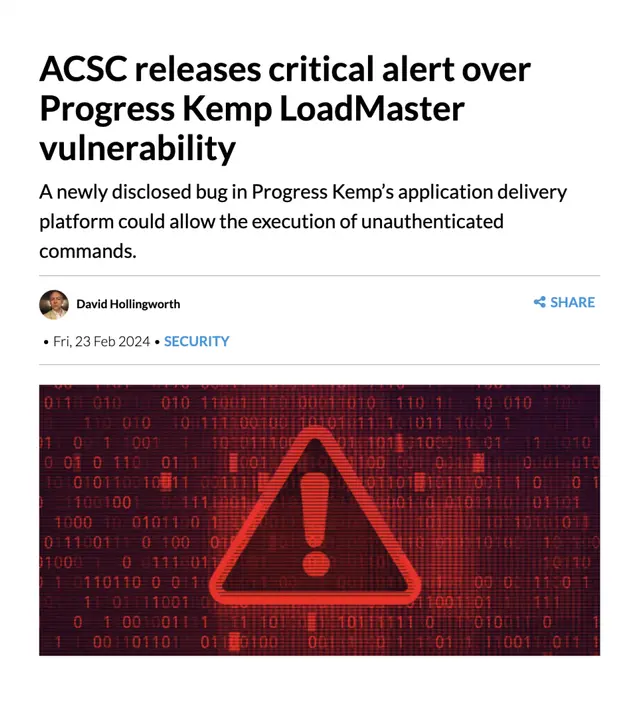 ACSC releases critical alert over
Progress Kemp LoadMaster
vulnerability
A newly disclosed bug in Progress Kemp’s application delivery
platform could allow the execution of unauthenticated
commands.
David Hollingworth
SHARE
• Fri, 23 Feb 2024 • SECURITY